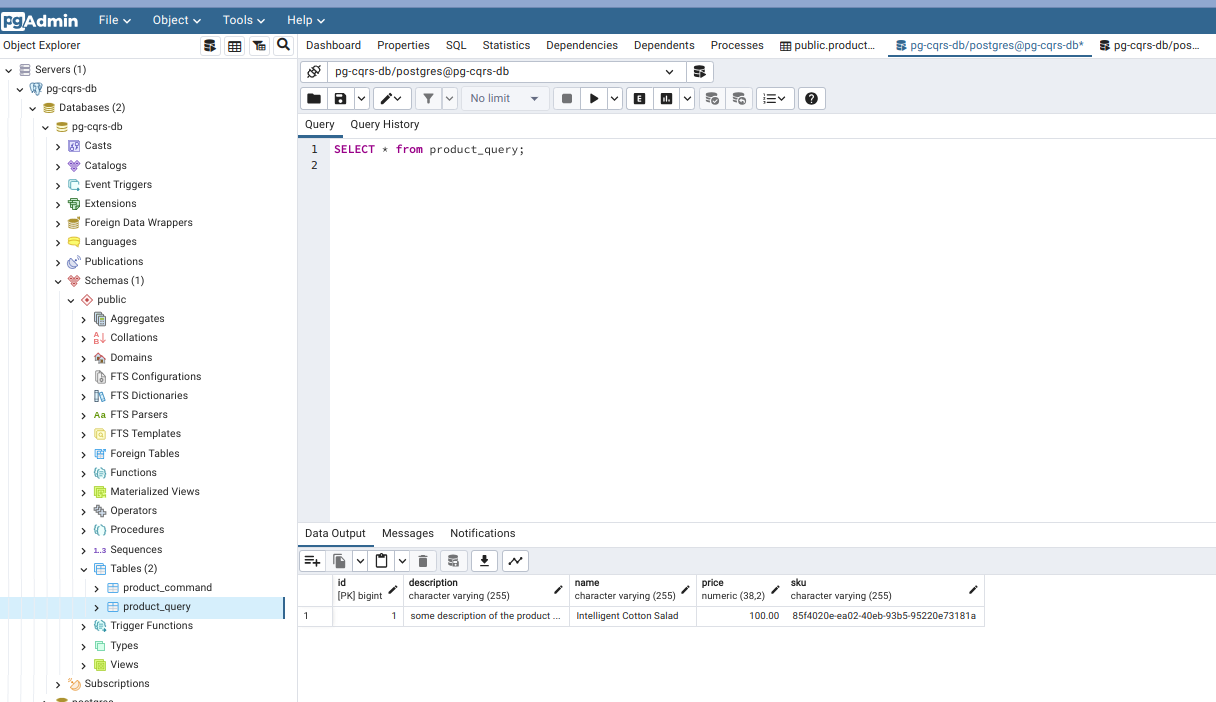 pgAdmin File Object Tools Help
Object Explorer
Dashboard Properties SQL Statistics Dependencies Dependents Processes public.product... pg-cqrs-db/postgres@pg-cqrs-db* pg-cqrs-db/pos...
Servers (1)
pg-cqrs-db
Databases (2)
pg-cqrs-db
Casts
Catalogs
Event Triggers
Extensions
Foreign Data Wrappers
Languages
Publications
Schemas (1)
public
Aggregates
Collations
Domains
FTS Configurations
FTS Dictionaries
Aa FTS Parsers
FTS Templates
Foreign Tables
Functions
Materialized Views
Operators
Procedures
1..3 Sequences
Tables (2)
product_command
product_query
Trigger Functions
Types
Views
Subscriptions
postgres
pg-cqrs-db/postgres@pg-cqrs-db
No limit
E
Query Query History
1 SELECT * from product_query;
2
Data Output Messages Notifications
id description name price sku
[PK] bigint character varying (255) character varying (255) numeric (38,2) character varying (255)
1 1 some description of the product ... Intelligent Cotton Salad 100.00 85f4020e-ea02-40eb-93b5-95220e73181a